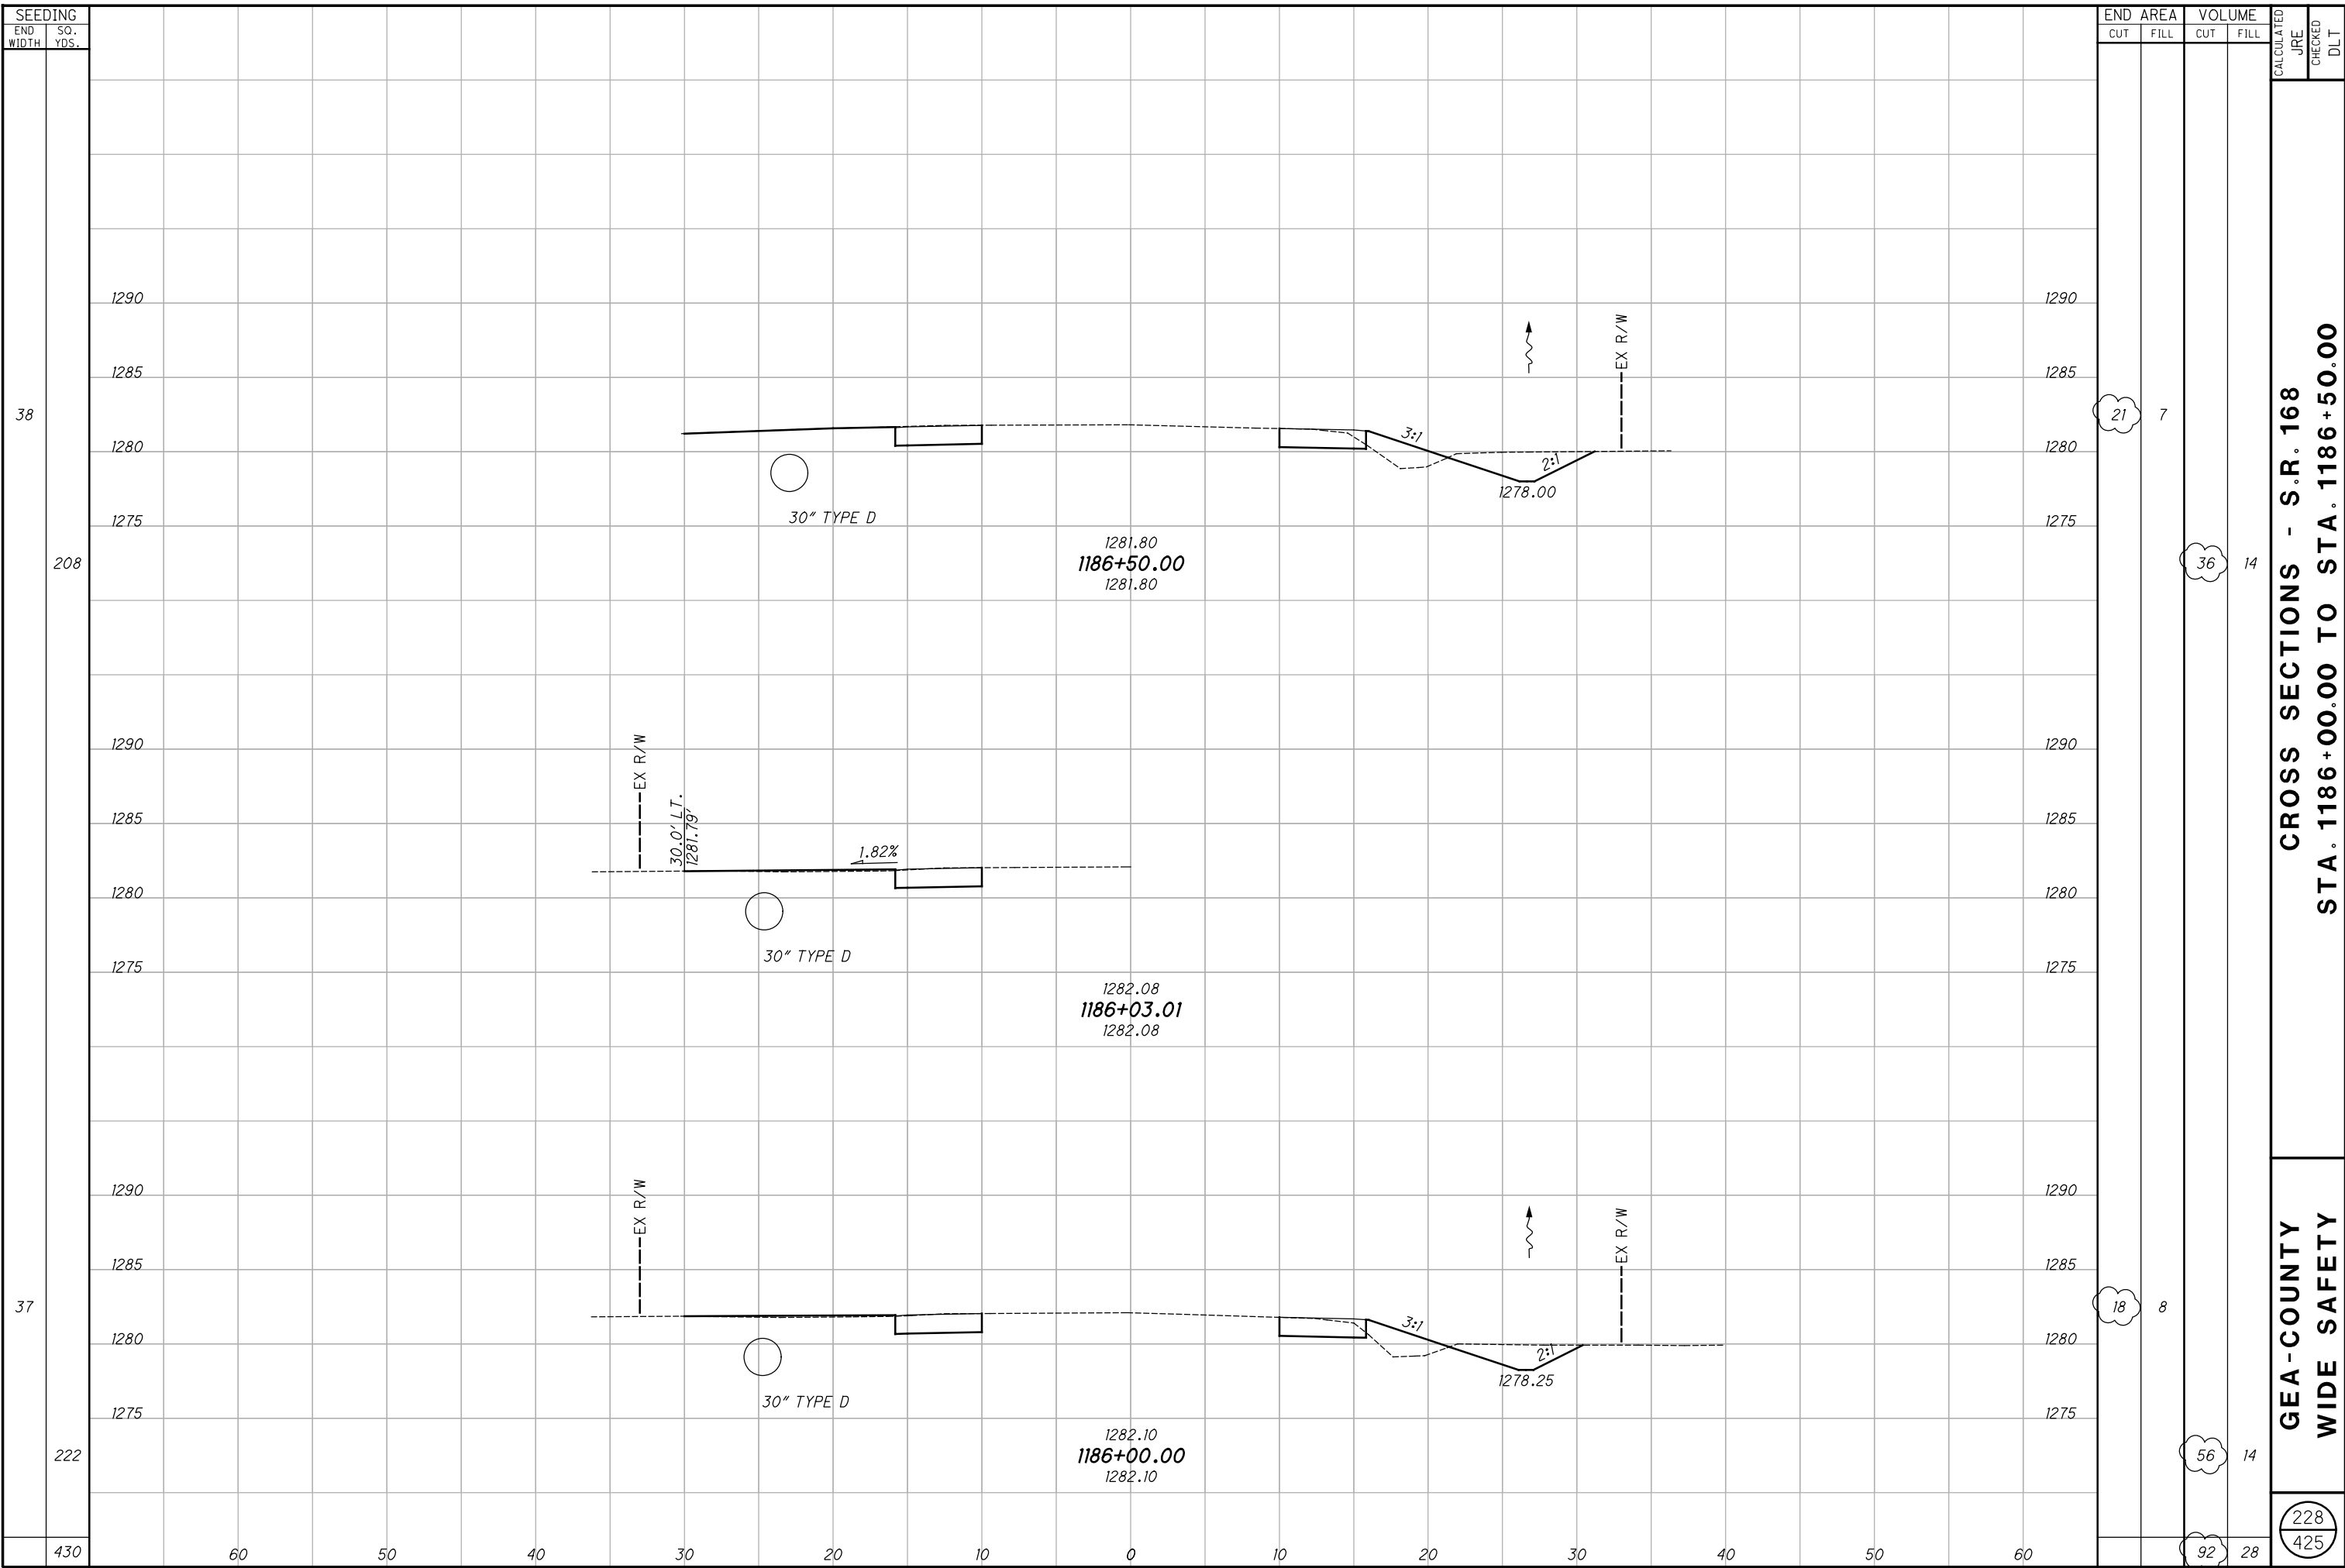 SEEDING
END WIDTH
SQ. YDS.
END AREA
VOLUME
CUT
FILL
CUT
FILL
CALCULATED
JRE
CHECKED
DLT
1290
1290
EX R/W
1285
1285
38
3:1
21
7
1280
1280
2:1
1278.00
30" TYPE D
1275
1275
1281.80
208
1186+50.00
36
14
1281.80
1290
1290
EX R/W
30.0' LT.
1281.79'
1285
1285
1.82%
1280
1280
30" TYPE D
1275
1275
1282.08
1186+03.01
1282.08
1290
1290
EX R/W
EX R/W
1285
1285
37
3:1
18
8
1280
1280
2:1
1278.25
30" TYPE D
1275
1275
1282.10
222
1186+00.00
56
14
1282.10
430
60
50
40
30
20
10
0
10
20
30
40
50
60
92
28
CROSS SECTIONS - S.R. 168
STA. 1186+00.00 TO STA. 1186+50.00
GEA-COUNTY
WIDE SAFETY
228
425